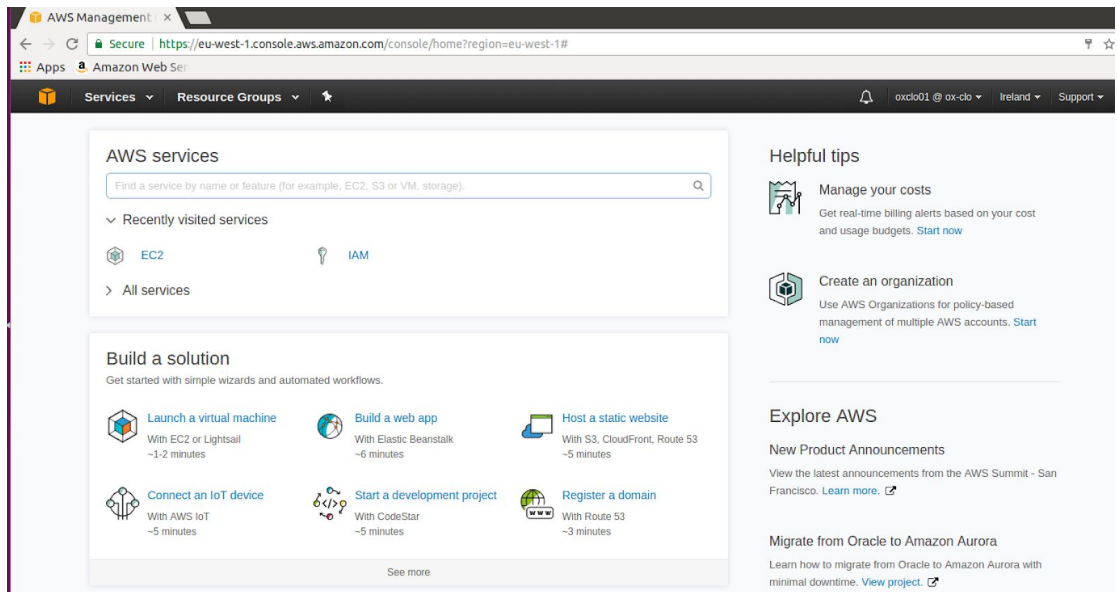 AWS Management
Secure https://eu-west-1.console.aws.amazon.com/console/home?region=eu-west-1#
Apps Amazon Web Ser
Services Resource Groups oxclo01 @ ox-clo Ireland Support
AWS services
Find a service by name or feature (for example, EC2, S3 or VM, storage).
Recently visited services
EC2 IAM
All services
Build a solution
Get started with simple wizards and automated workflows.
Launch a virtual machine
With EC2 or Lightsail
~1-2 minutes
Build a web app
With Elastic Beanstalk
~6 minutes
Host a static website
With S3, CloudFront, Route 53
~5 minutes
Connect an IoT device
With AWS IoT
~5 minutes
Start a development project
With CodeStar
~5 minutes
Register a domain
With Route 53
~3 minutes
See more
Helpful tips
Manage your costs
Get real-time billing alerts based on your cost
and usage budgets. Start now
Create an organization
Use AWS Organizations for policy-based
management of multiple AWS accounts. Start
now
Explore AWS
New Product Announcements
View the latest announcements from the AWS Summit - San
Francisco. Learn more.
Migrate from Oracle to Amazon Aurora
Learn how to migrate from Oracle to Amazon Aurora with
minimal downtime. View project.